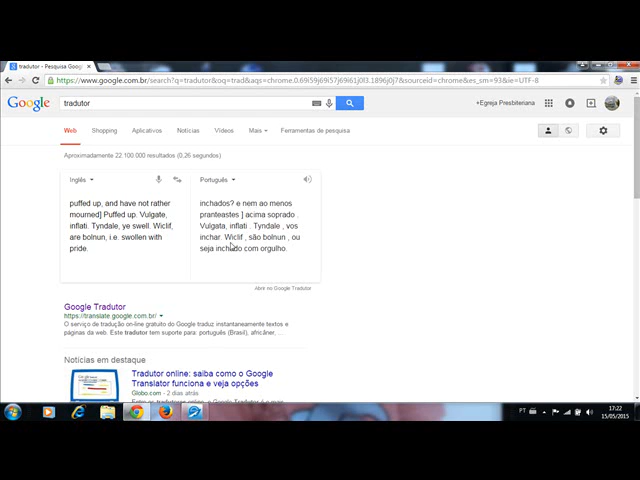 tradutor - Pesquisa Goog
https://www.google.com.br/search?q=tradutor&oq=trad&aqs=chrome.0.69i59j69i57j69i61j0l3.1896j0j7&sourceid=chrome&es_sm=93&ie=UTF-8
Google
tradutor
+Egreja Presbiteriana
Web Shopping Aplicativos Notícias Vídeos Mais Ferramentas de pesquisa
Aproximadamente 22.100.000 resultados (0,26 segundos)
Inglês
puffed up, and have not rather
mourned] Puffed up. Vulgate,
inflati. Tyndale, ye swell. Wiclif,
are bolnun, i.e. swollen with
pride.
Português
inchados? e nem ao menos
pranteastes ] acima soprado .
Vulgata, inflati . Tyndale , vos
inchar. Wiclif , são bolnun , ou
seja inchado com orgulho.
Abrir no Google Tradutor
Google Tradutor
https://translate.google.com.br/
O serviço de tradução on-line gratuito do Google traduz instantaneamente textos e
páginas da web. Este tradutor tem suporte para: português (Brasil), africâner, ...
Notícias em destaque
Tradutor online: saiba como o Google
Translator funciona e veja opções
Globo.com - 2 dias atrás
Entre os tradutores online, o Google Tradutor é o mais
PT
17:22
15/05/2015